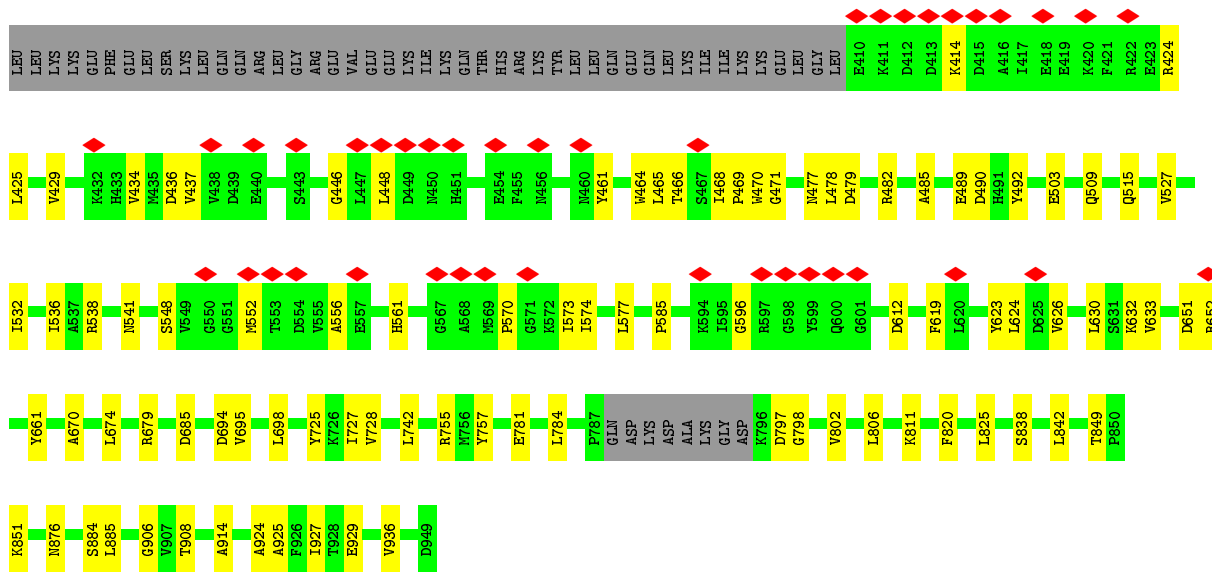 LEU LEU LYS LYS GLU PHE GLU LEU SER LYS LEU GLN GLN ARG LEU GLY ARG GLU VAL GLU GLU LYS ILE LYS GLN THR HIS ARG LYS TYR LEU LEU GLN GLU GLN LEU LYS ILE ILE LYS LYS GLU LEU GLY LEU E410 K411 D412 D413 K414 D415 A416 I417 E418 E419 K420 F421 R422 E423 R424
L425 V429 K432 H433 V434 M435 D436 V437 V438 D439 E440 S443 G446 L447 L448 D449 N450 H451 E454 F455 N456 N460 Y461 W464 L465 T466 S467 I468 P469 W470 G471 N477 L478 D479 R482 A485 E489 D490 H491 Y492 E503 Q509 Q515 V527
I532 I536 A537 R538 N541 S548 V549 G550 G551 M552 T553 D554 V555 A556 E557 H561 G567 A568 M569 P570 G571 K572 I573 I574 L577 P585 K594 I595 G596 R597 G598 Y599 Q600 G601 D612 F619 L620 Y623 L624 D625 V626 L630 S631 K632 V633 D651 R652
Y661 A670 L674 R679 D685 D694 V695 L698 Y725 K726 I727 V728 L742 R755 M756 Y757 E781 L784 P787 GLN ASP LYS ASP ALA LYS GLY ASP K796 D797 G798 V802 L806 K811 F820 L825 S838 L842 T849 P850
K851 N876 S884 L885 G906 V907 T908 A914 A924 A925 F926 I927 T928 E929 V936 D949